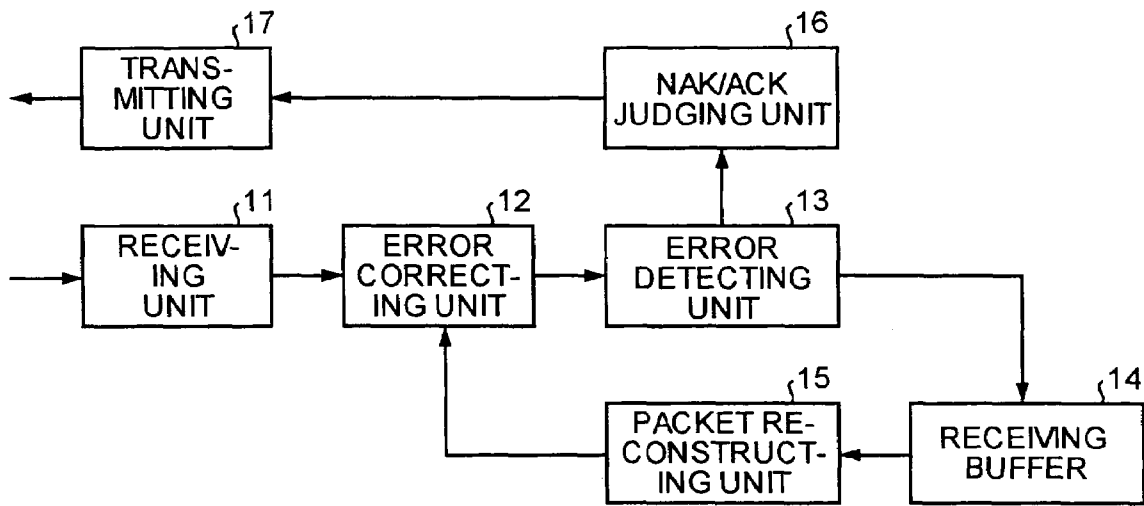 17
TRANS-
MITTING
UNIT
16
NAK/ACK
JUDGING UNIT
11
RECEIV-
ING
UNIT
12
ERROR
CORRECT-
ING UNIT
13
ERROR
DETECTING
UNIT
15
PACKET RE-
CONSTRUCT-
ING UNIT
14
RECEIVING
BUFFER